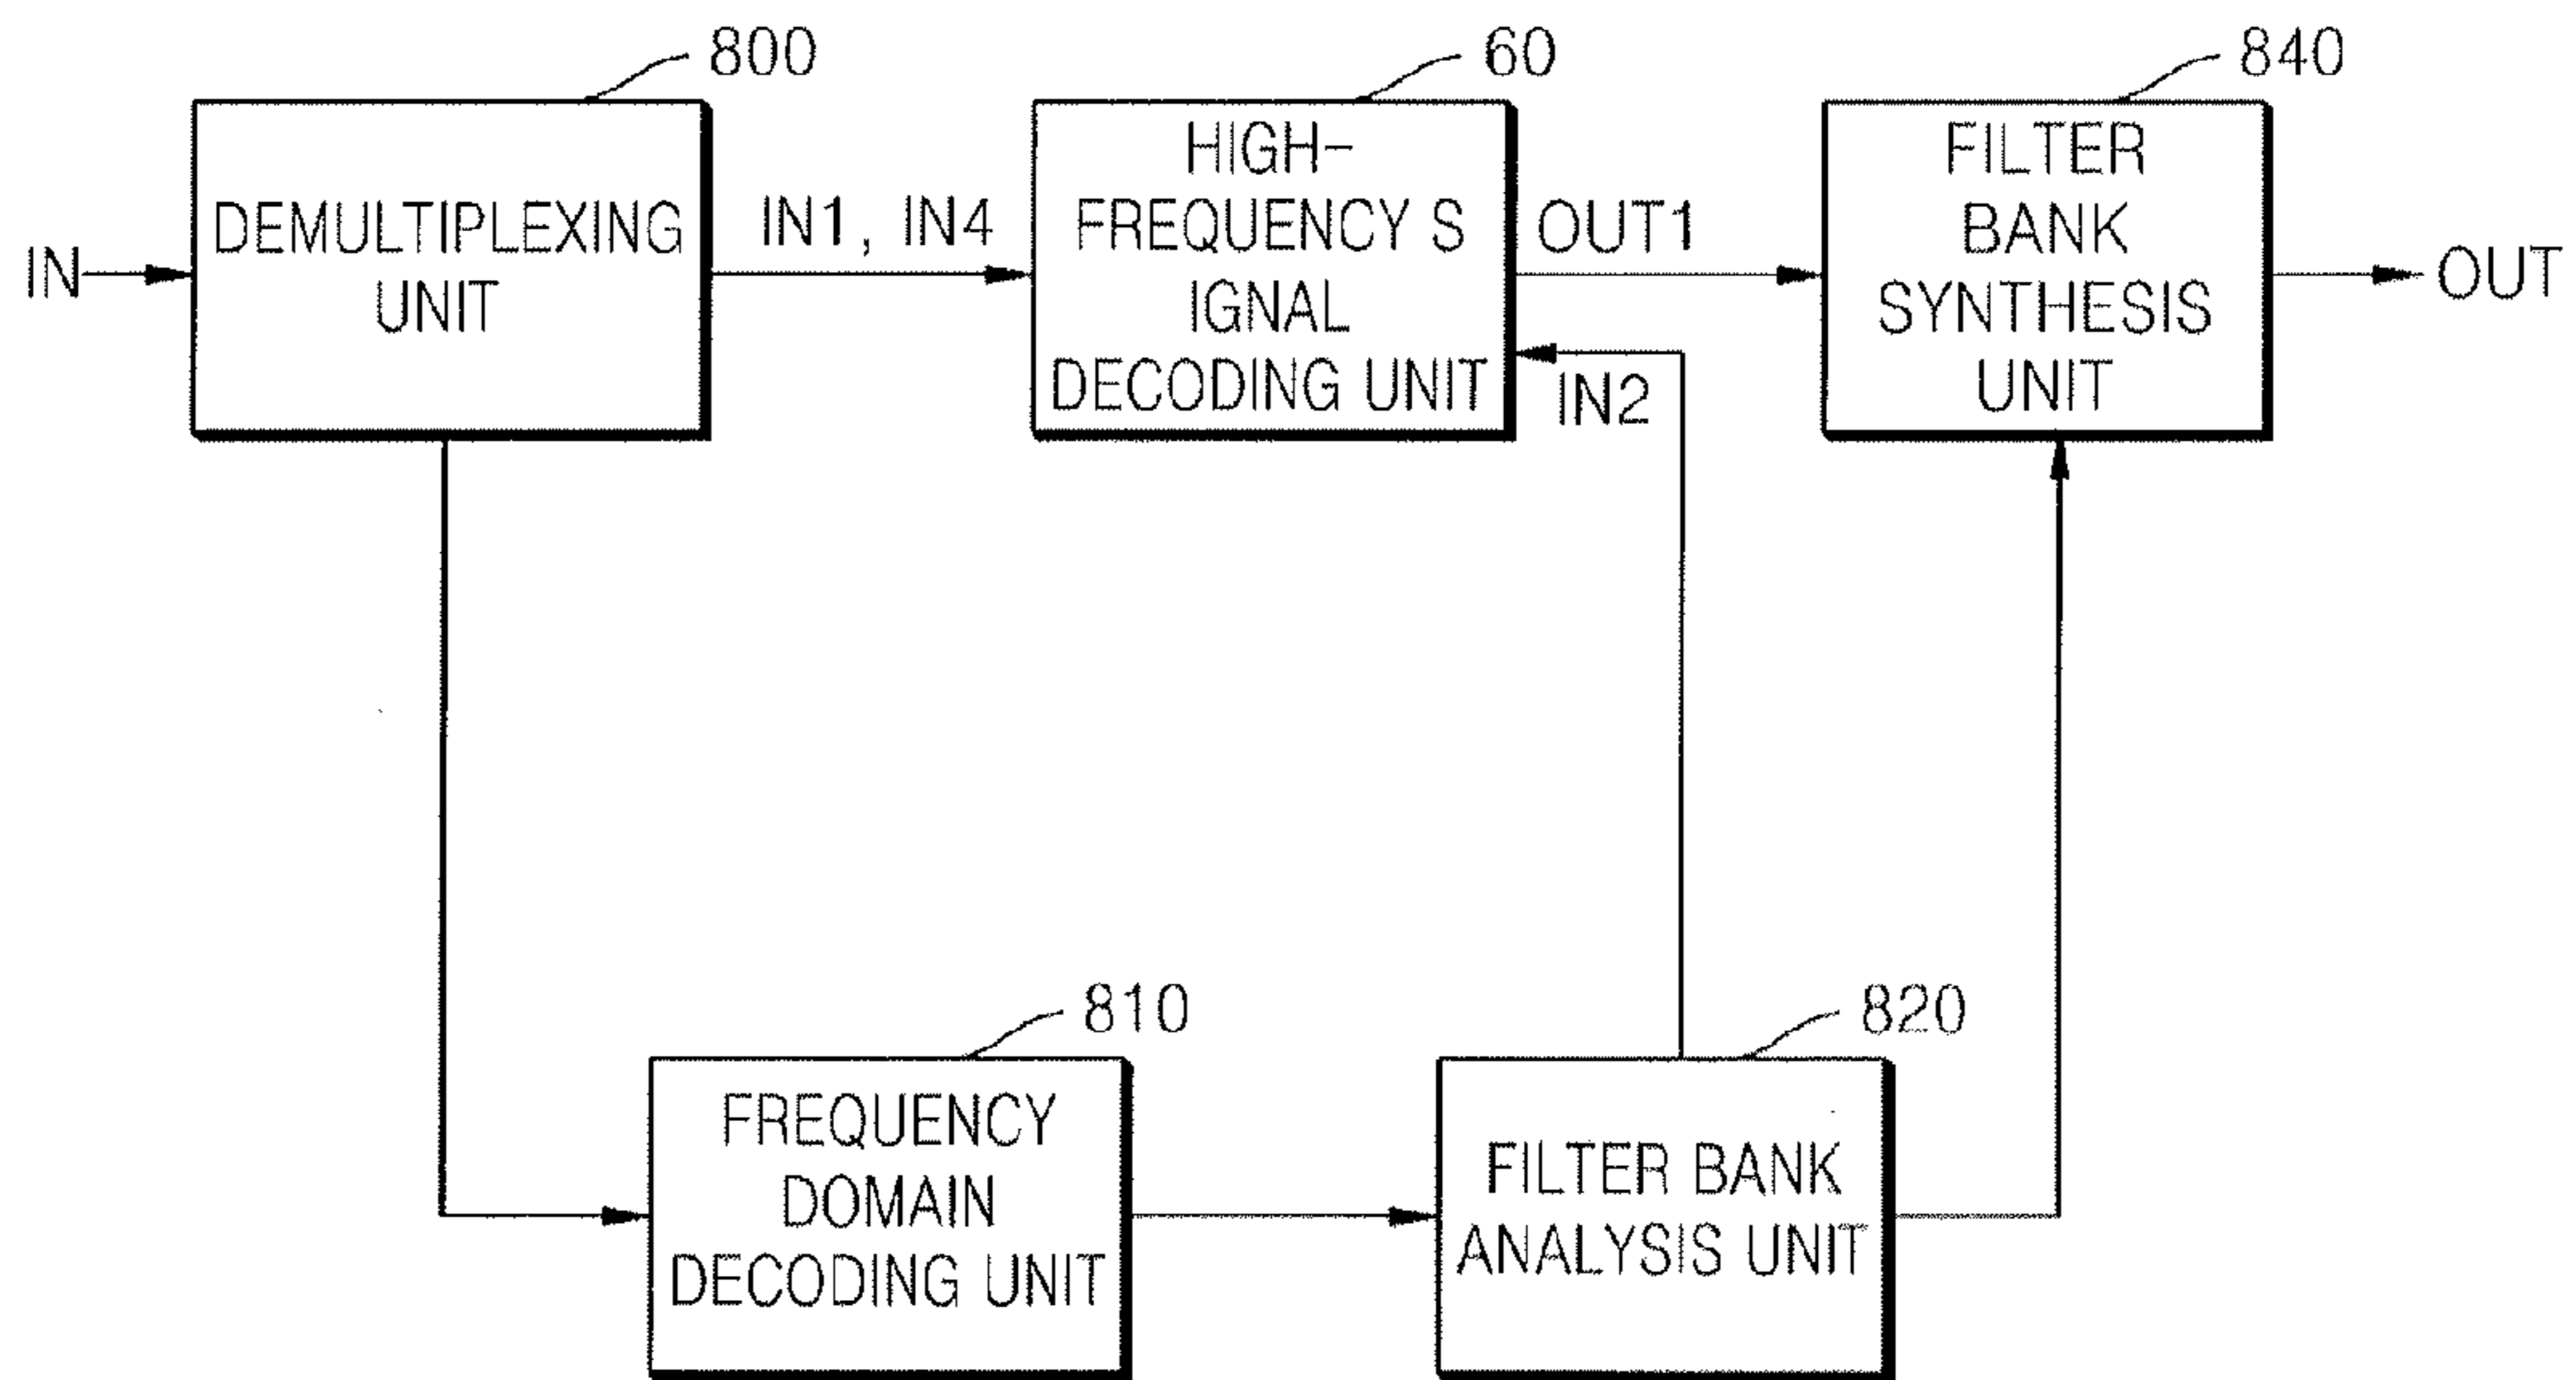 800
60
840
IN
DEMULTIPLEXING
UNIT
IN1, IN4
HIGH-
FREQUENCY S
IGNAL
DECODING UNIT
OUT1
IN2
FILTER
BANK
SYNTHESIS
UNIT
OUT
810
820
FREQUENCY
DOMAIN
DECODING UNIT
FILTER BANK
ANALYSIS UNIT